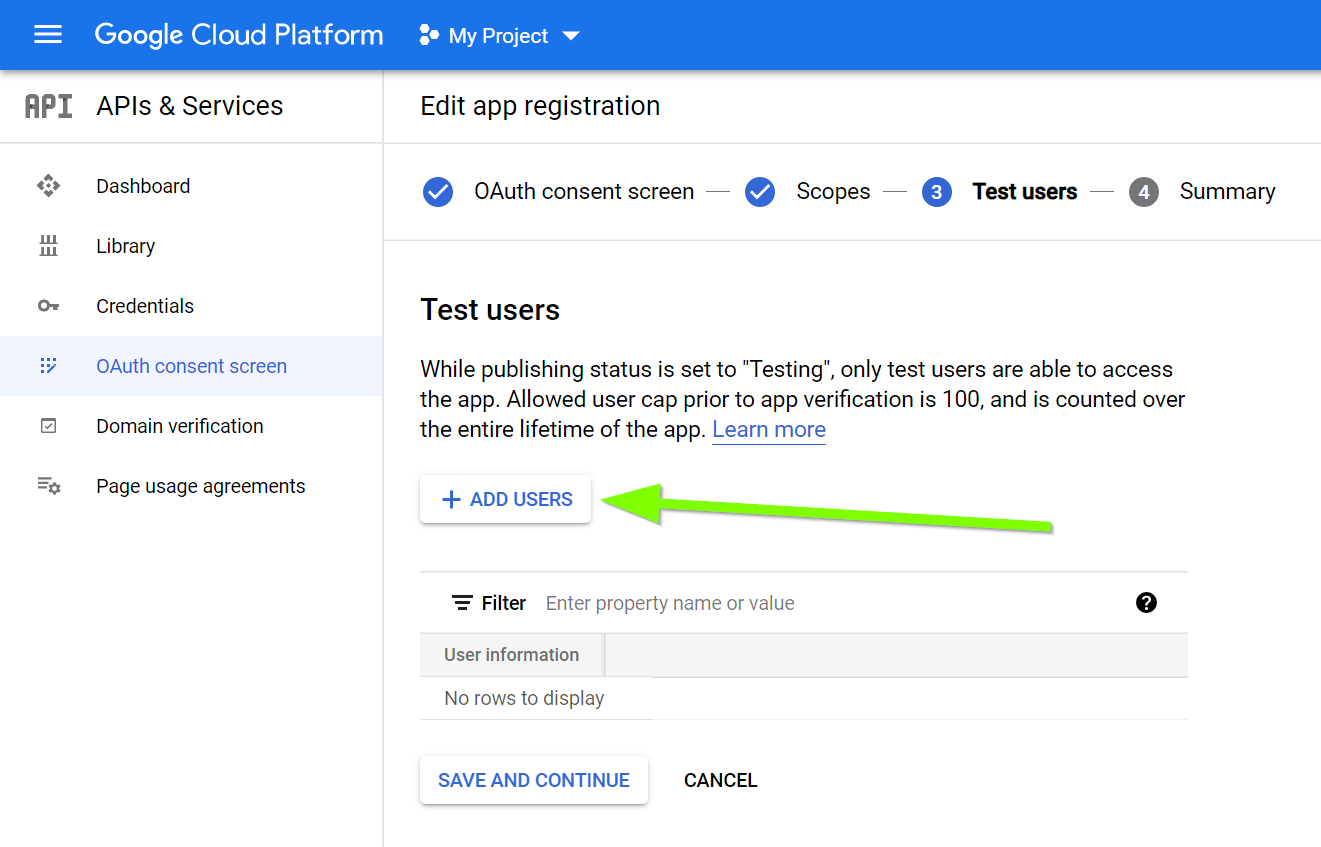 Google Cloud Platform My Project
API APIs & Services
Edit app registration
Dashboard
Library
Credentials
OAuth consent screen
Domain verification
Page usage agreements
OAuth consent screen Scopes 3 Test users 4 Summary
Test users
While publishing status is set to "Testing", only test users are able to access
the app. Allowed user cap prior to app verification is 100, and is counted over
the entire lifetime of the app. Learn more
+ ADD USERS
Filter Enter property name or value ?
User information
No rows to display
SAVE AND CONTINUE CANCEL